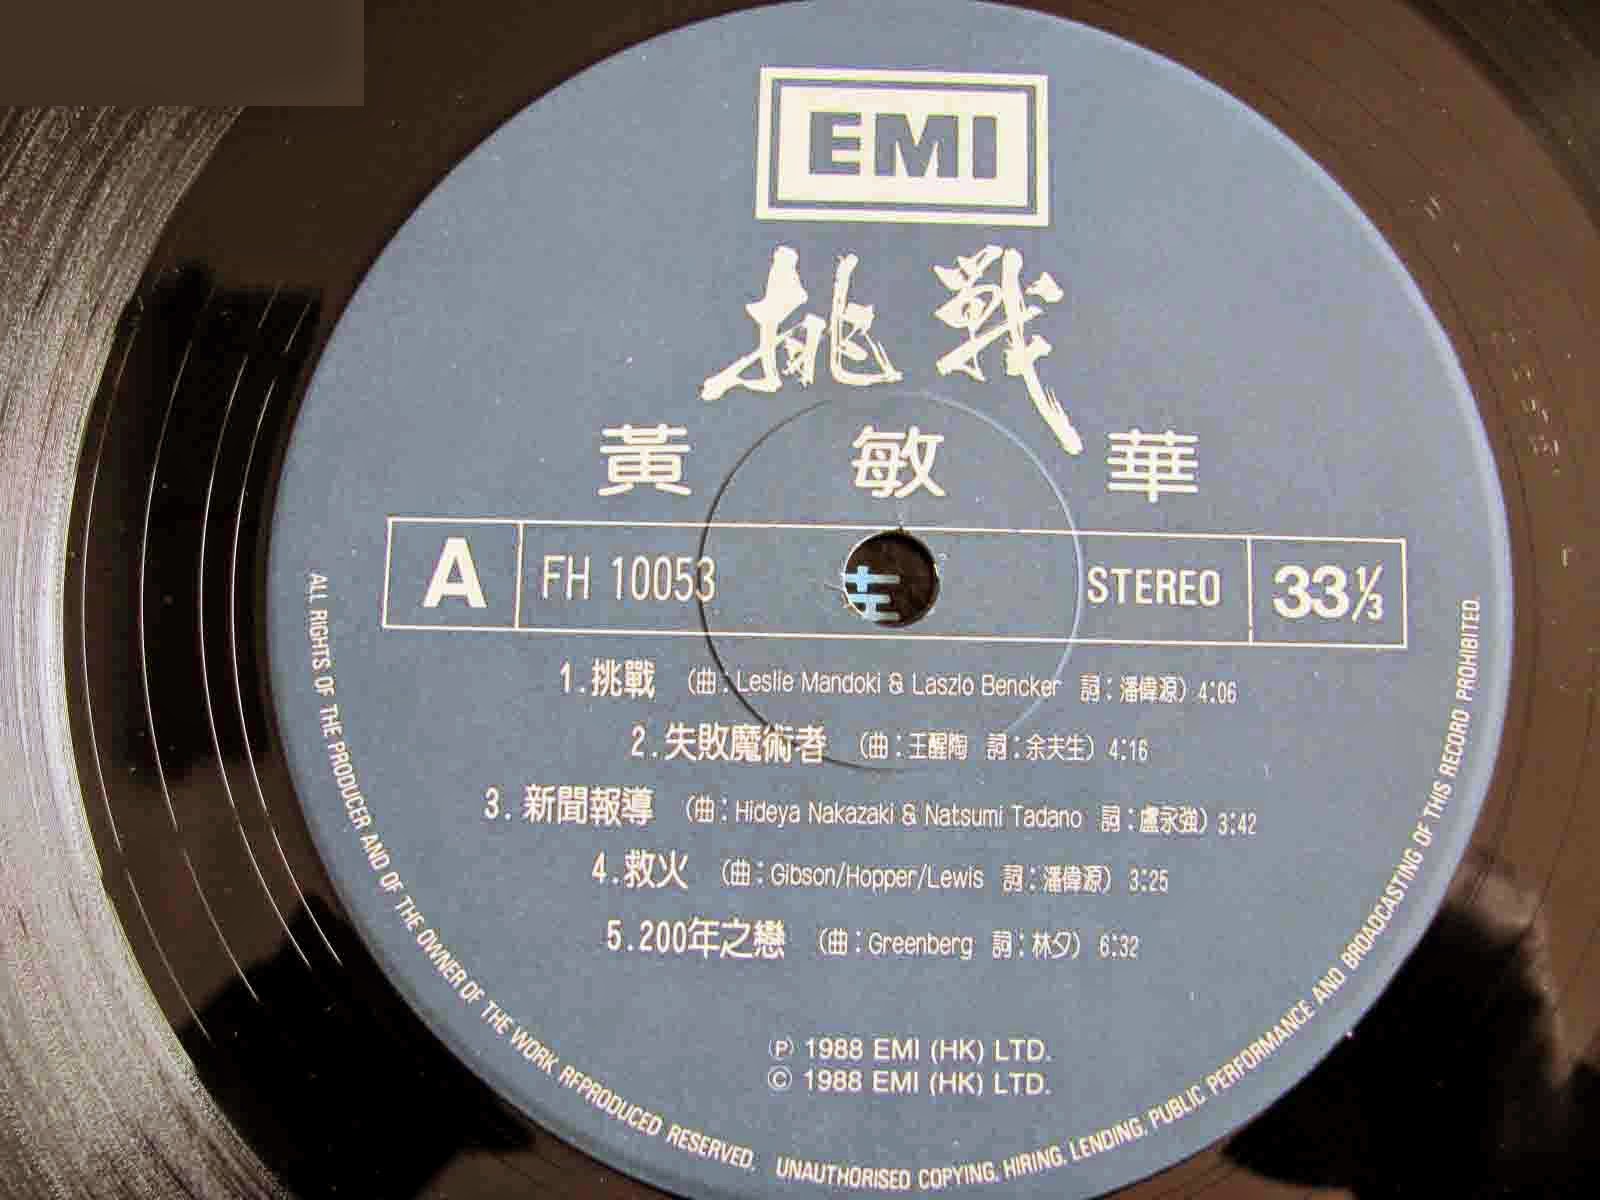 EMI
挑戰
黃敏華
A FH 10053 STEREO 33⅓
1.挑戰 (曲:Leslie Mandoki & Laszlo Bencker 詞:潘偉源) 4:06
2.失敗魔術者 (曲:王醒陶 詞:余夫生) 4:16
3.新聞報導 (曲:Hideya Nakazaki & Natsumi Tadano 詞:盧永強) 3:42
4.救火 (曲:Gibson/Hopper/Lewis 詞:潘偉源) 3:25
5.200年之戀 (曲:Greenberg 詞:林夕) 6:32
Ⓟ 1988 EMI (HK) LTD.
© 1988 EMI (HK) LTD.
ALL RIGHTS OF THE PRODUCER AND OF THE OWNER OF THE WORK RFPRODUCED RESERVED. UNAUTHORISED COPYING, HIRING, LENDING, PUBLIC PERFORMANCE AND BROADCASTING OF THIS RECORD PROHIBITED.